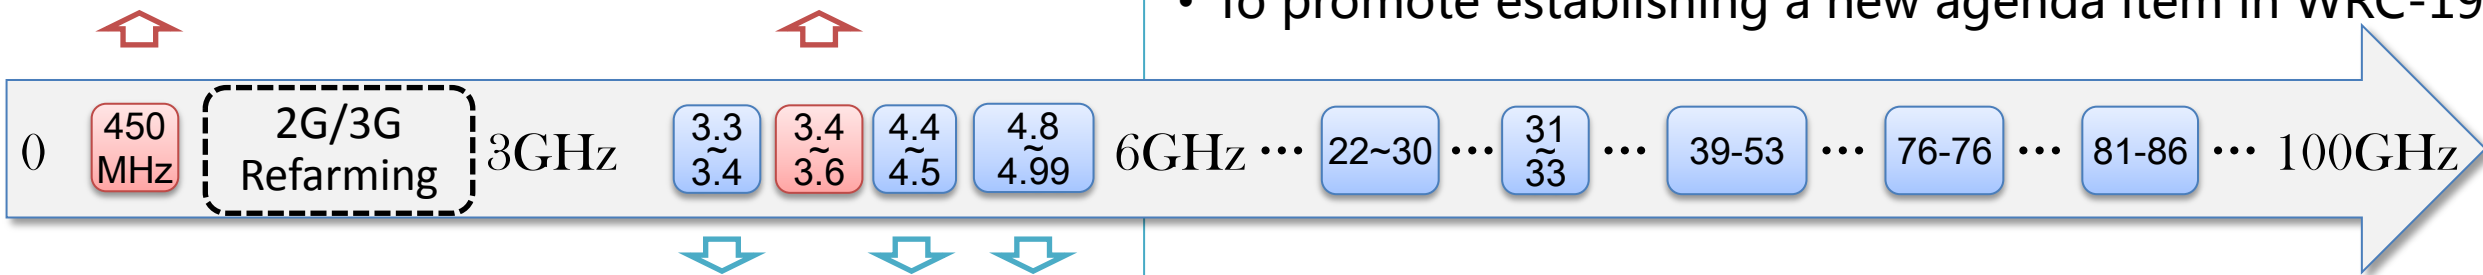 • To promote establishing a new agenda item in WRC-19
0
450
MHz
2G/3G
Refarming
3GHz
3.3
~
3.4
3.4
~
3.6
4.4
~
4.5
4.8
~
4.99
6GHz ··· 22~30 ···
31
~
33
··· 39-53 ··· 76-76 ··· 81-86 ··· 100GHz